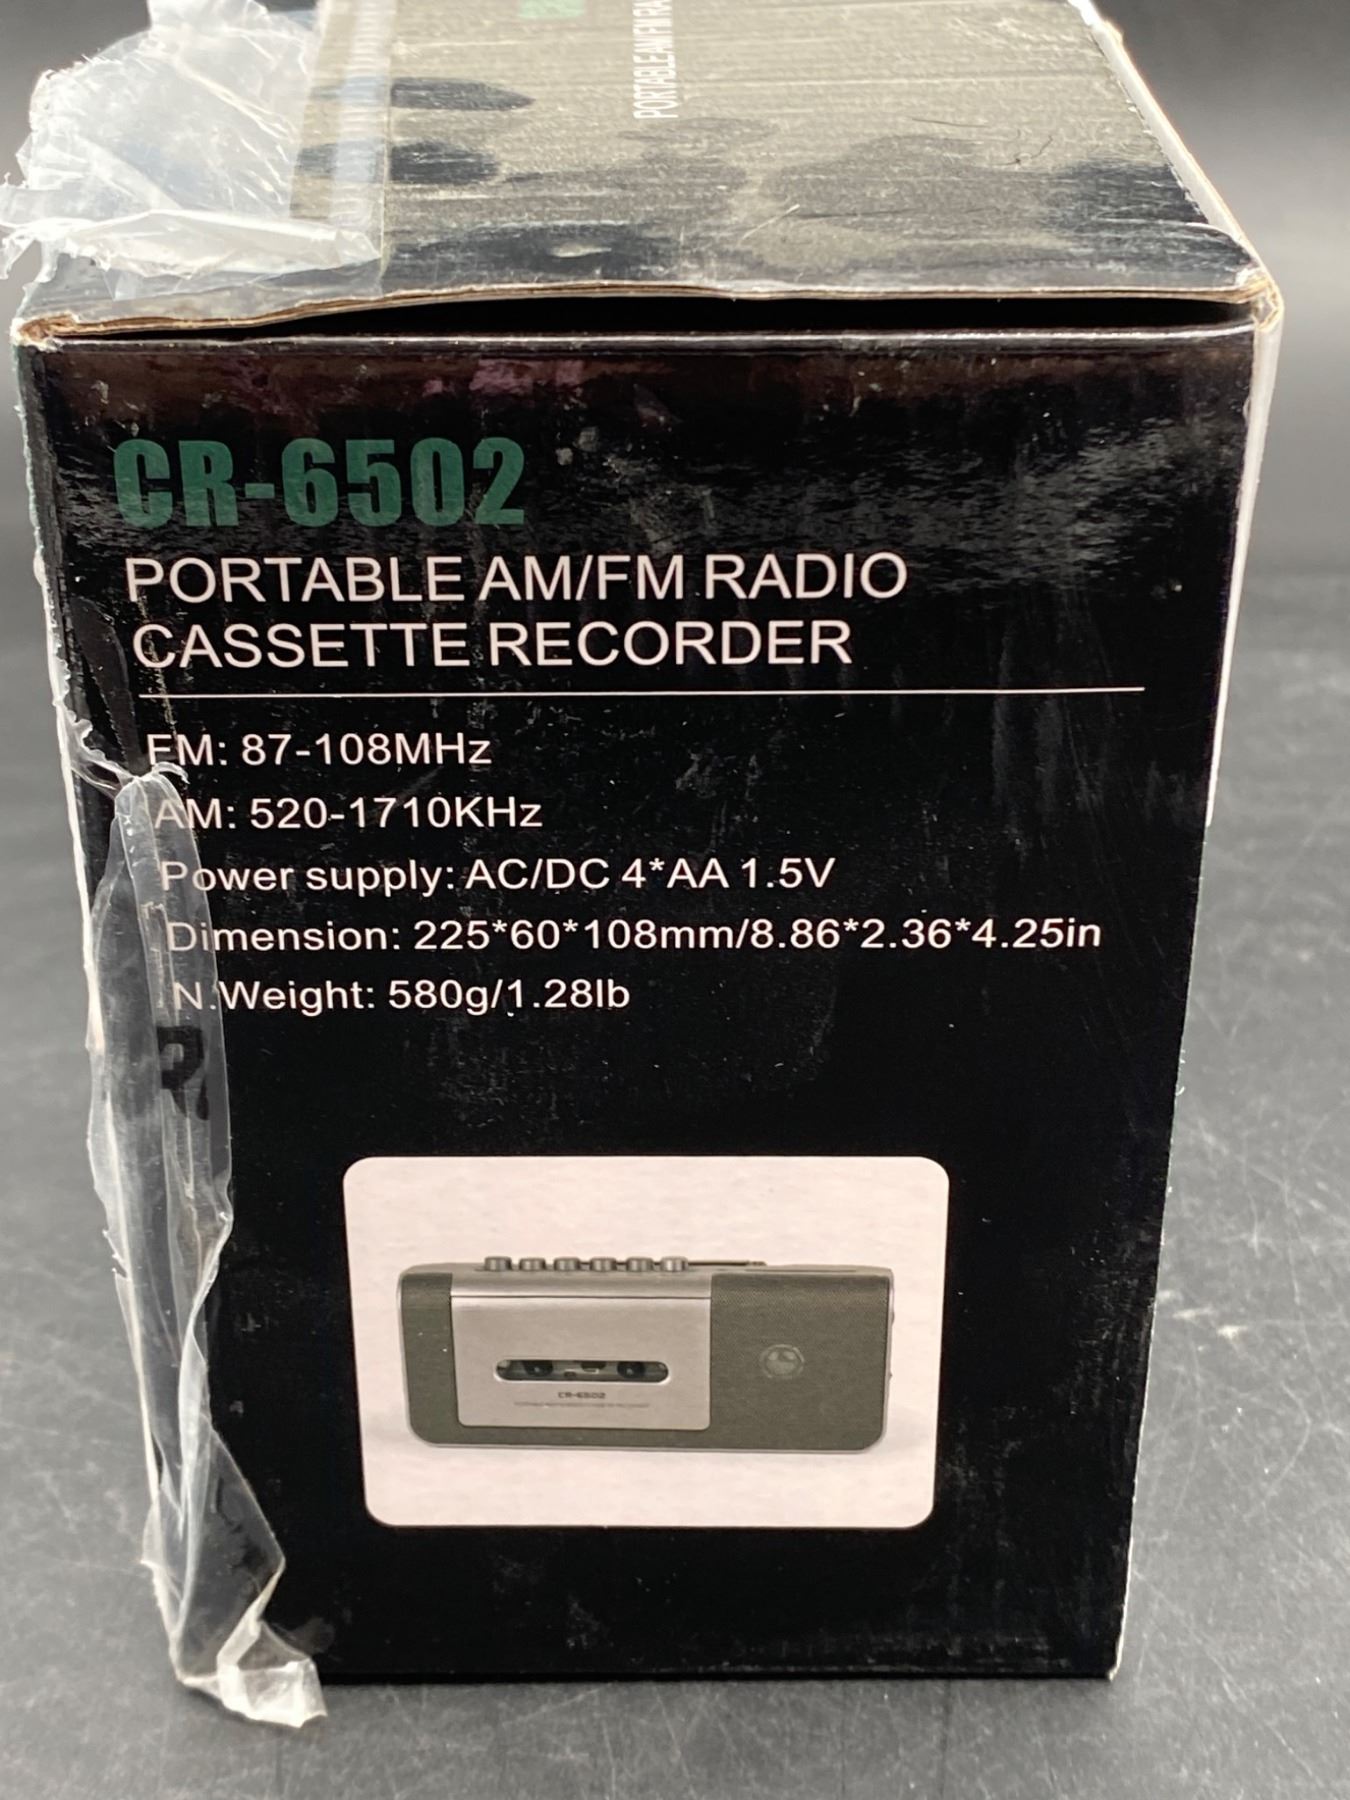 PORTABLE AM/FM RA
CR-6502
PORTABLE AM/FM RADIO
CASSETTE RECORDER
FM: 87-108MHz
AM: 520-1710KHz
Power supply: AC/DC 4*AA 1.5V
Dimension: 225*60*108mm/8.86*2.36*4.25in
N.Weight: 580g/1.28lb
R
CR-6502